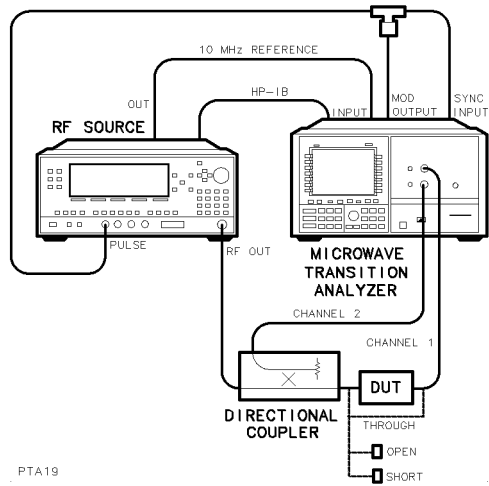 10 MHz REFERENCE
OUT
HP-IB
INPUT
MOD
OUTPUT
SYNC
INPUT
RF SOURCE
PULSE
RF OUT
MICROWAVE
TRANSITION
ANALYZER
CHANNEL 2
CHANNEL 1
DUT
DIRECTIONAL
COUPLER
THROUGH
OPEN
SHORT
PTA19